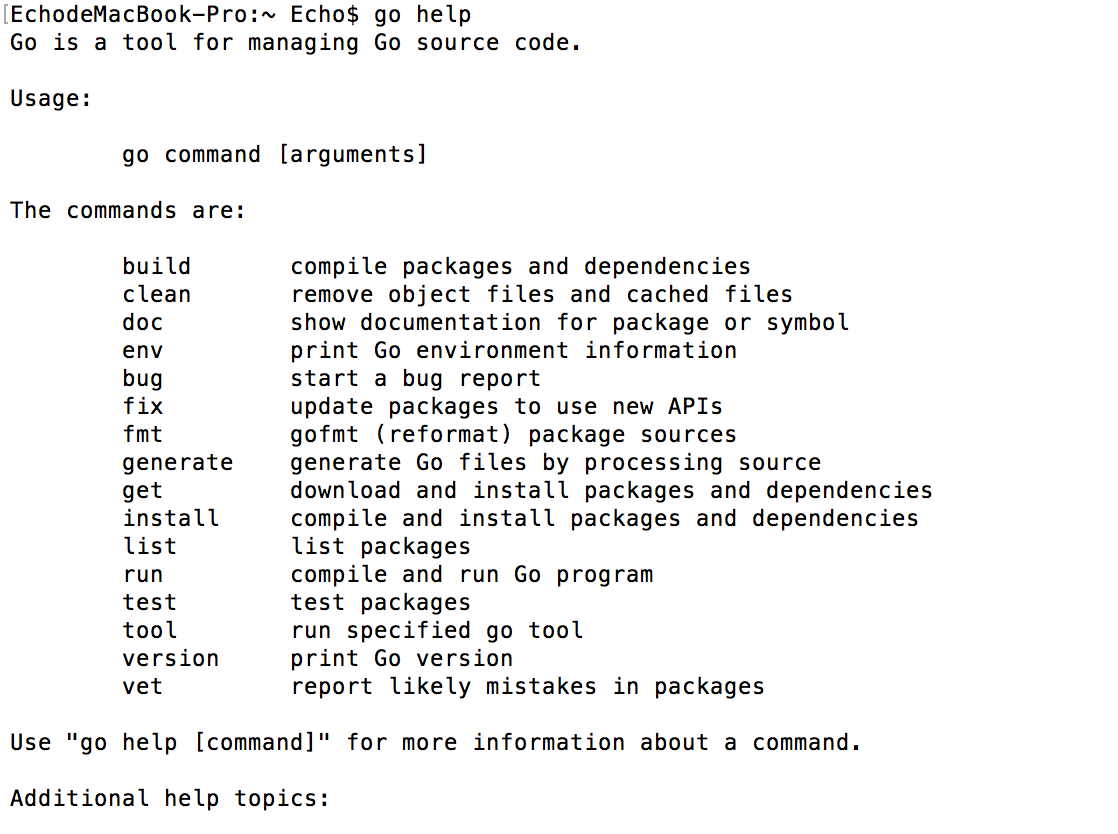 [EchodeMacBook-Pro:~ Echo$ go help
Go is a tool for managing Go source code.

Usage:

        go command [arguments]

The commands are:

        build       compile packages and dependencies
        clean       remove object files and cached files
        doc         show documentation for package or symbol
        env         print Go environment information
        bug         start a bug report
        fix         update packages to use new APIs
        fmt         gofmt (reformat) package sources
        generate    generate Go files by processing source
        get         download and install packages and dependencies
        install     compile and install packages and dependencies
        list        list packages
        run         compile and run Go program
        test        test packages
        tool        run specified go tool
        version     print Go version
        vet         report likely mistakes in packages

Use "go help [command]" for more information about a command.

Additional help topics: